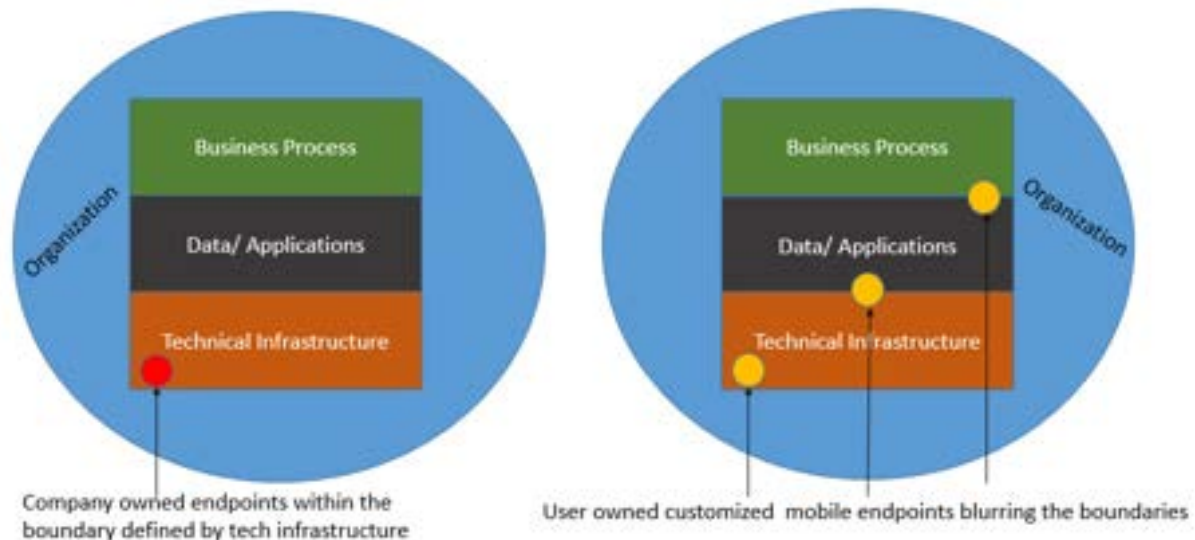 Business Process
Organization
Data/ Applications
Technical Infrastructure
Company owned endpoints within the
boundary defined by tech infrastructure
Business Process
Organization
Data/ Applications
Technical Infrastructure
User owned customized mobile endpoints blurring the boundaries